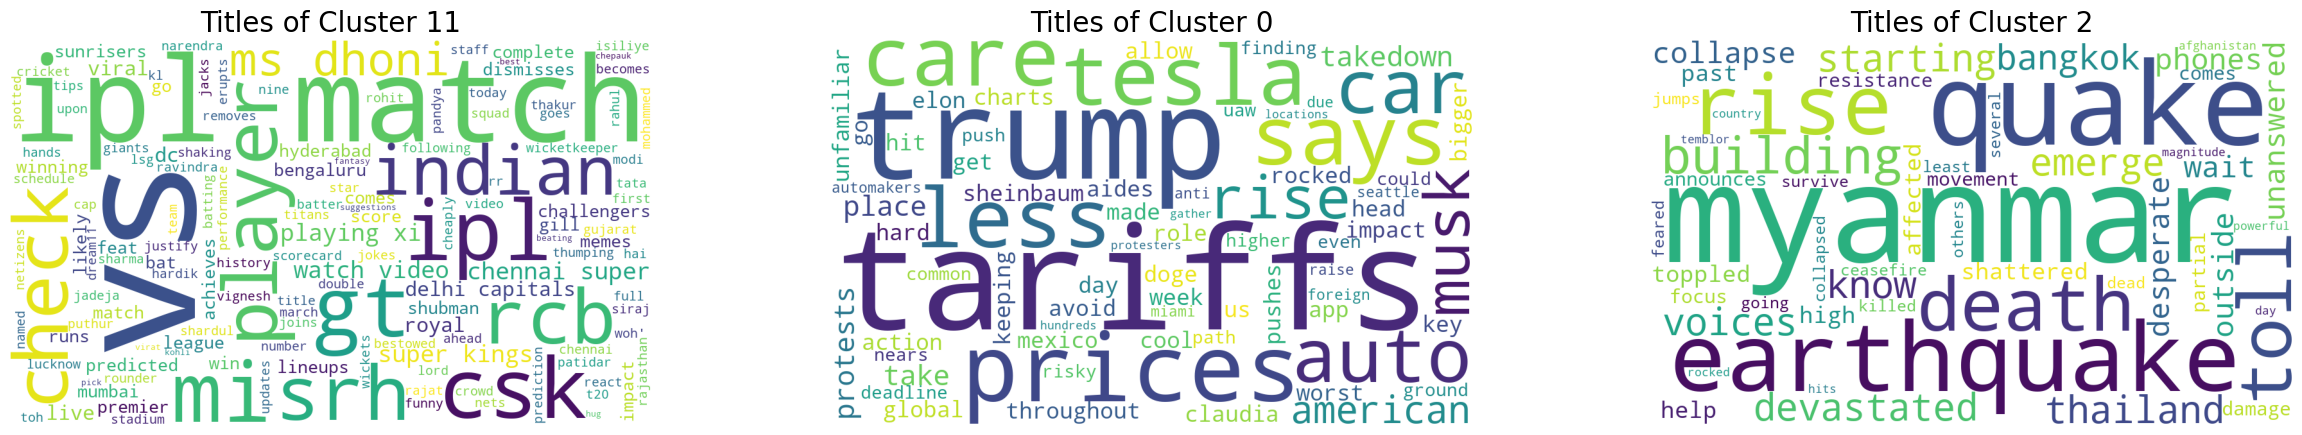 Titles of Cluster 11
sunrisers narendra staff complete isiliye
viral ms dhoni best chepauk
cricket kl jacks erupts dismisses becomes
tips go nine today
spotted upon ipl removes match rohit pandya squad thakur goes rahul mohammed
hands giants hyderabad following wicketkeeper
winning lsg dc shaking fantasy modi
schedule ravindra bengaluru indian
check vs player star rr tata
cap batter suggestions comes video first
team batting performance titans score ipl cheaply challengers
likely feat justify playing xi gill gujarat
netizens dreamit sharma bat scorecard jokes beating memes
hardik achieves history watch video thumping hai
jadeja vignesh double chennai super
named match title gt delhi capitals rcb full
puthur shardul march shubman siraj
runs league joins royal woh'
virat kohli number bestowed ahead
lucknow predicted win super kings chennai
pick rounder lineups wickets lord patidar
mumbai misrh csk prediction react
toh live updates rajat crowd t20 impact rajasthan
premier funny nets hug
stadium
Titles of Cluster 0
care allow finding takedown
tesla locations
unfamiliar elon charts uaw due car
go hit push trump says bigger
get
automakers sheinbaum aides anti rocked could
place less made rise seattle head
hard gather role even impact musk
protesters higher
common tariffs doge raise
keeping day pushes foreign
protests avoid week app
hundreds miami us key
action mexico cool path
nears prices risky auto
take worst
deadline ground
global throughout claudia american
Titles of Cluster 2
collapse starting bangkok afghanistan phones
past resistance comes
jumps rise quake unanswered
country several
temblor
building emerge magnitude
least wait
announces survive movement
feared myanmar affected others powerful
collapsed desperate outside partial toll
toppled ceasefire shattered
focus know dead
going killed death
voices high day
earthquake
rocked hits
help devastated thailand damage